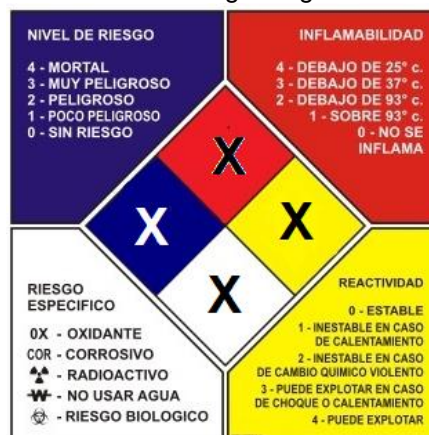 NIVEL DE RIESGO
4 - MORTAL
3 - MUY PELIGROSO
2 - PELIGROSO
1 - POCO PELIGROSO
0 - SIN RIESGO
INFLAMABILIDAD
4 - DEBAJO DE 25° c.
3 - DEBAJO DE 37° c.
2 - DEBAJO DE 93° c.
1 - SOBRE 93° c.
0 - NO SE
INFLAMA
X
X
X
X
RIESGO
ESPECIFICO
0X - OXIDANTE
COR - CORROSIVO
- RADIOACTIVO
W - NO USAR AGUA
- RIESGO BIOLOGICO
REACTIVIDAD
0 - ESTABLE
1 - INESTABLE EN CASO
DE CALENTAMIENTO
2 - INESTABLE EN CASO
DE CAMBIO QUIMICO VIOLENTO
3 - PUEDE EXPLOTAR EN CASO
DE CHOQUE O CALENTAMIENTO
4 - PUEDE EXPLOTAR